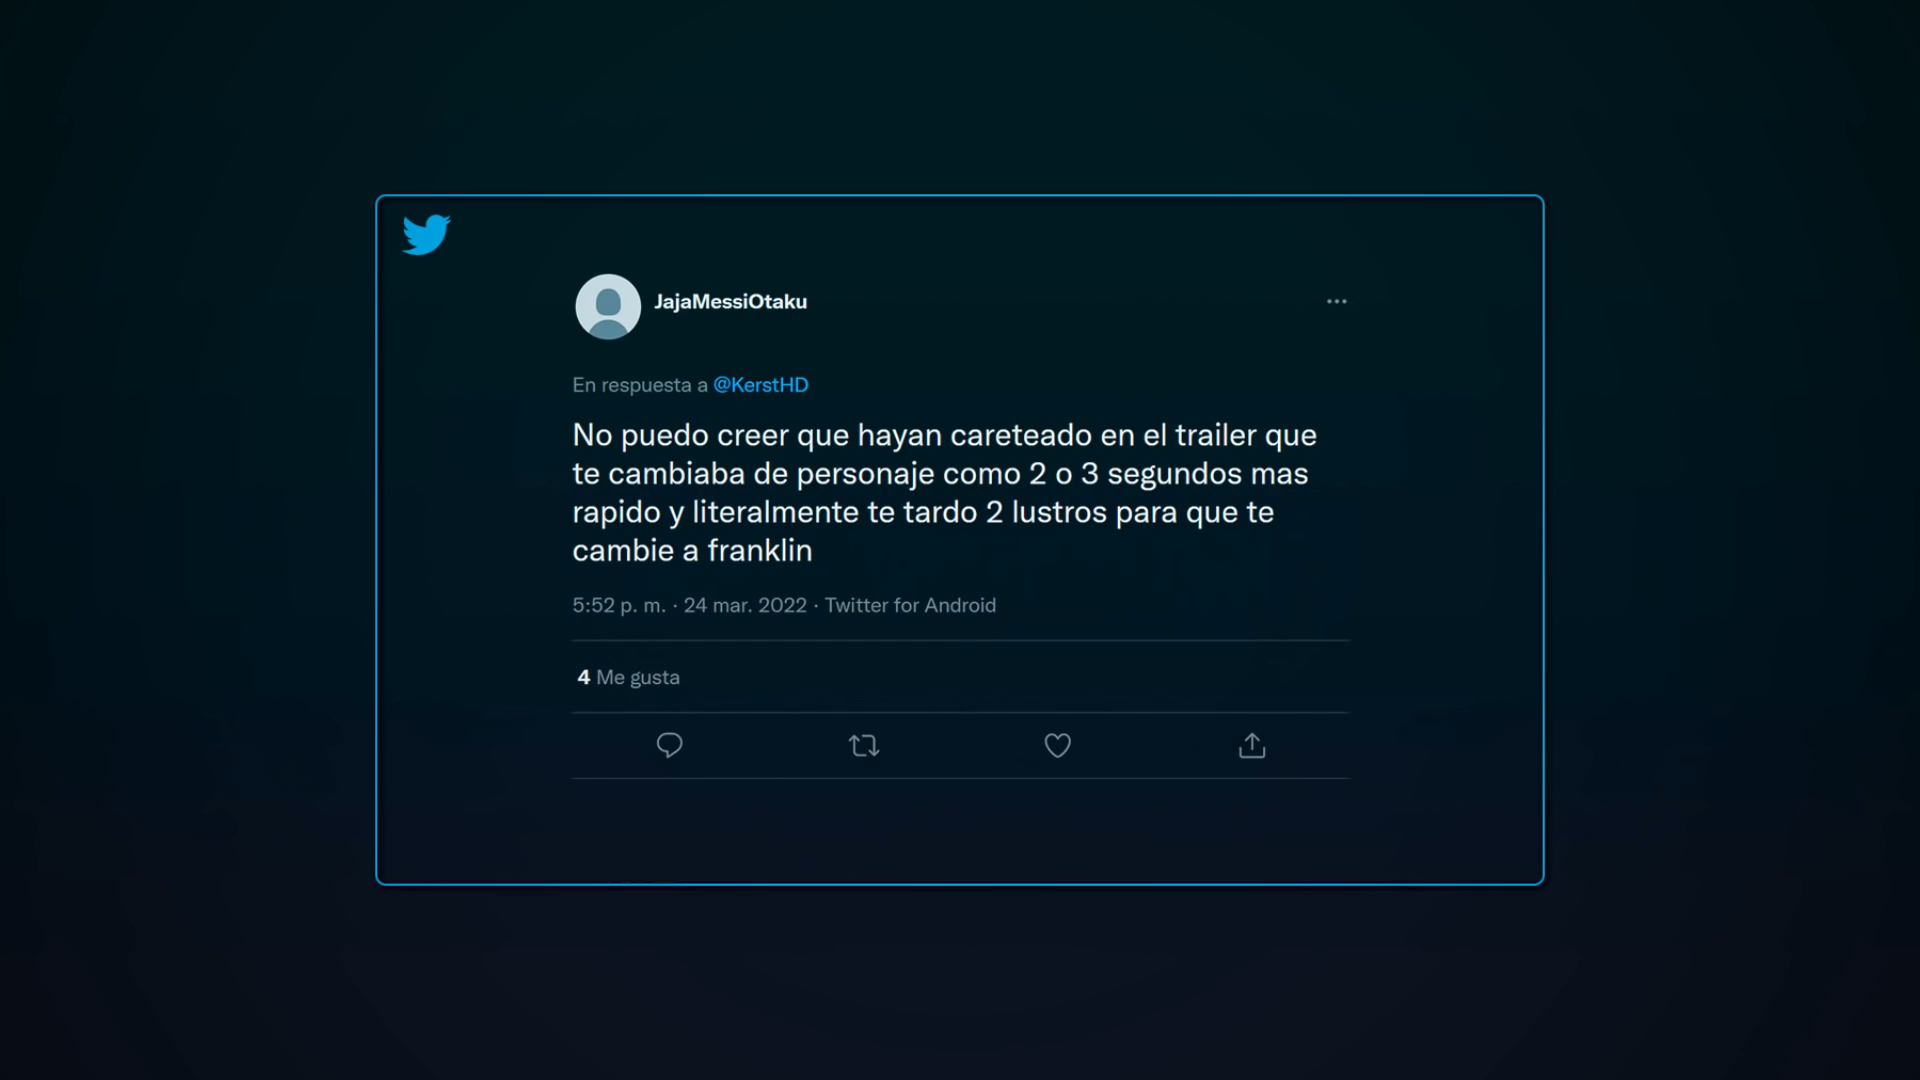 JajaMessiOtaku
En respuesta a @KerstHD
No puedo creer que hayan careteado en el trailer que
te cambiaba de personaje como 2 o 3 segundos mas
rapido y literalmente te tardo 2 lustros para que te
cambie a franklin
5:52 p. m. · 24 mar. 2022 · Twitter for Android
4 Me gusta